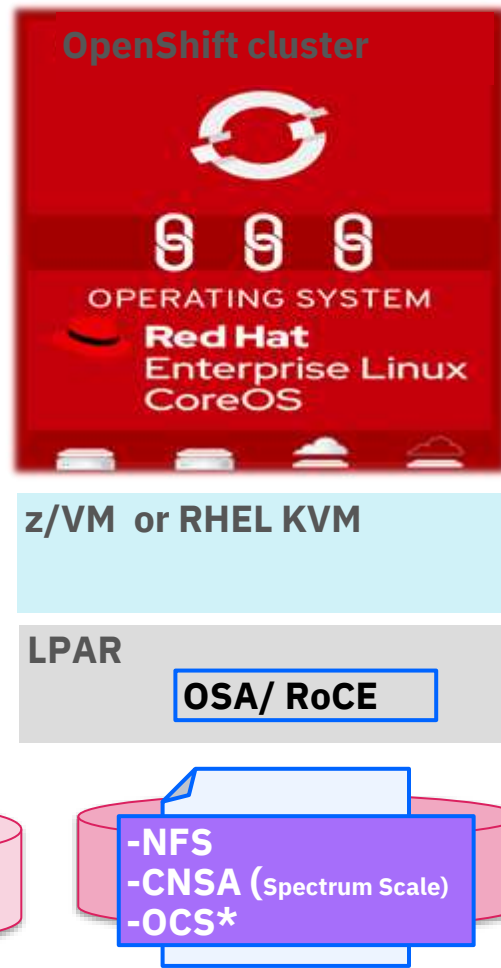 OpenShift cluster
OPERATING SYSTEM
Red Hat
Enterprise Linux
CoreOS
z/VM or RHEL KVM
LPAR
OSA/ RoCE
-NFS
-CNSA (Spectrum Scale)
-OCS*